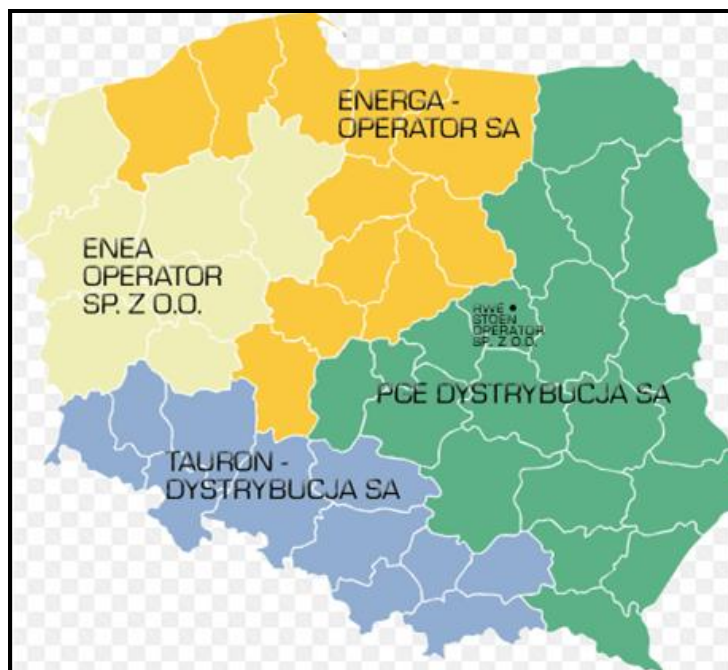 ENERGA -
OPERATOR SA
ENEA
OPERATOR
SP. Z O.O.
RWE
STOEN
OPERATOR
SP. Z O.O.
PGE DYSTRYBUCJA SA
TAURON -
DYSTRYBUCJA SA